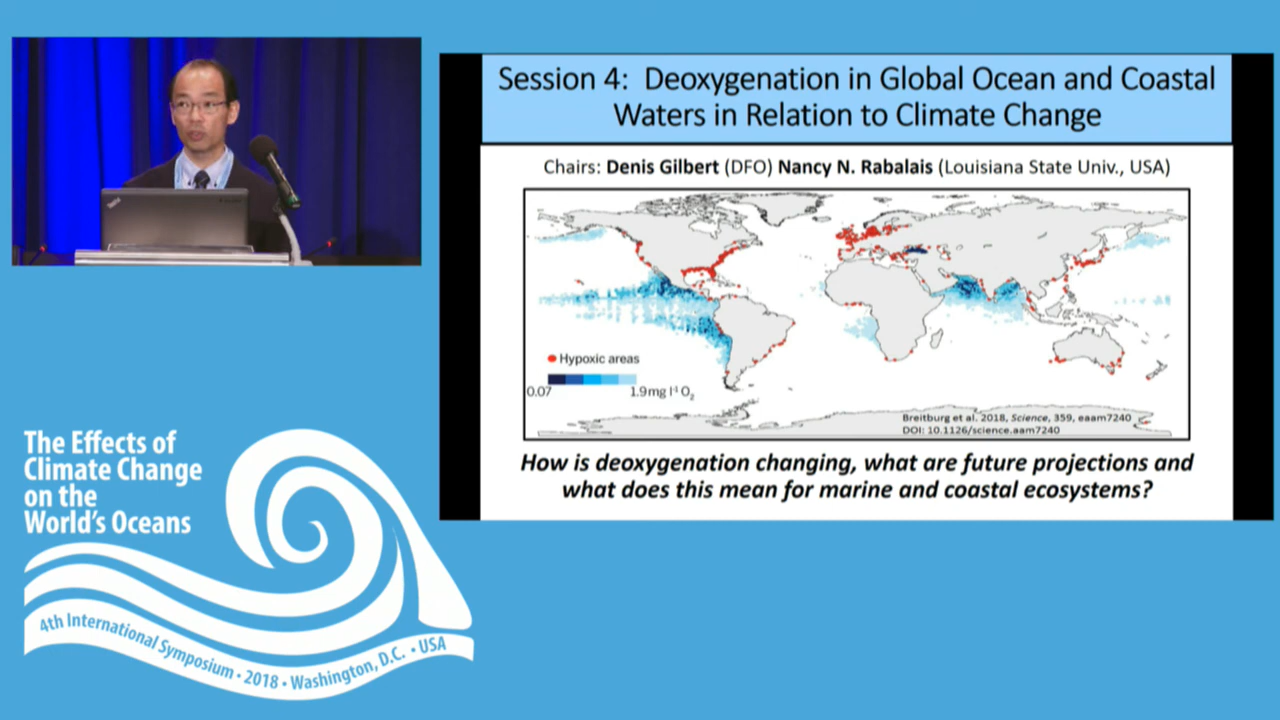 Session 4: Deoxygenation in Global Ocean and Coastal
Waters in Relation to Climate Change
Chairs: Denis Gilbert (DFO) Nancy N. Rabalais (Louisiana State Univ., USA)
Hypoxic areas
0.07
1.9mg l⁻¹ O₂
Breitburg et al. 2018, Science, 359, eaam7240
DOI: 10.1126/science.aam7240
How is deoxygenation changing, what are future projections and
what does this mean for marine and coastal ecosystems?
The Effects of
Climate Change
on the
World's Oceans
4th International Symposium • 2018 • Washington, D.C. • USA
ThinkPad